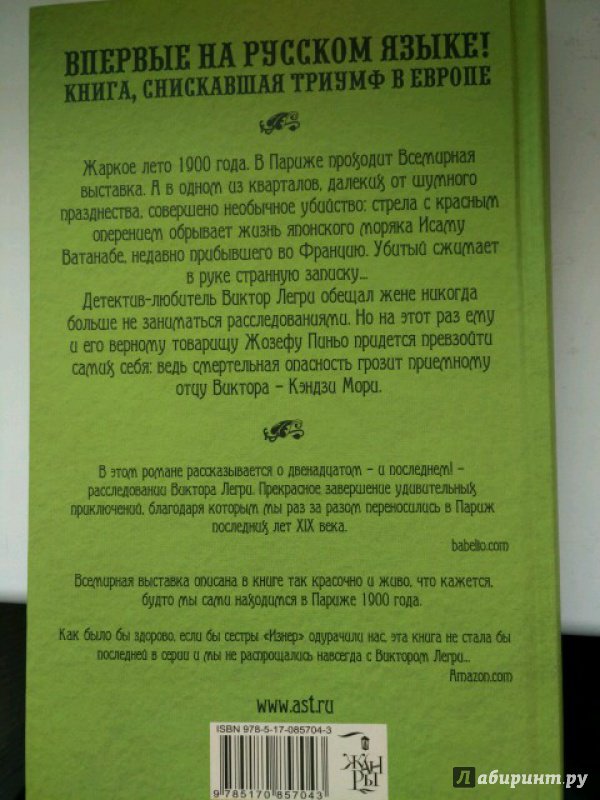 ВПЕРВЫЕ НА РУССКОМ ЯЗЫКЕ!
КНИГА, СНИСКАВШАЯ ТРИУМФ В ЕВРОПЕ
Жаркое лето 1900 года. В Париже проходит Всемирная
выставка. А в одном из кварталов, далеких от шумного
празднества, совершено необычное убийство: стрела с красным
оперением обрывает жизнь японского моряка Исаму
Ватанабе, недавно прибывшего во Францию. Убитый сжимает
в руке странную записку...
Детектив-любитель Виктор Легри обещал жене никогда
больше не заниматься расследованиями. Но на этот раз ему
и его верному товарищу Жозефу Пиньо придется превзойти
самих себя: ведь смертельная опасность грозит приемному
отцу Виктора – Кэндзи Мори.
В этом романе рассказывается о двенадцатом – и последнем! –
расследовании Виктора Легри. Прекрасное завершение удивительных
приключений, благодаря которым мы раз за разом переносились в Париж
последних лет XIX века.
babelio.com
Всемирная выставка описана в книге так красочно и живо, что кажется,
будто мы сами находимся в Париже 1900 года.
Как было бы здорово, если бы сестры «Изнер» одурачили нас, эта книга не стала бы
последней в серии и мы не распрощались навсегда с Виктором Легри...
Amazon.com
www.ast.ru
ISBN 978-5-17-085704-3
9 785170 857043
ЖАН
РЫ
Лабиринт.ру